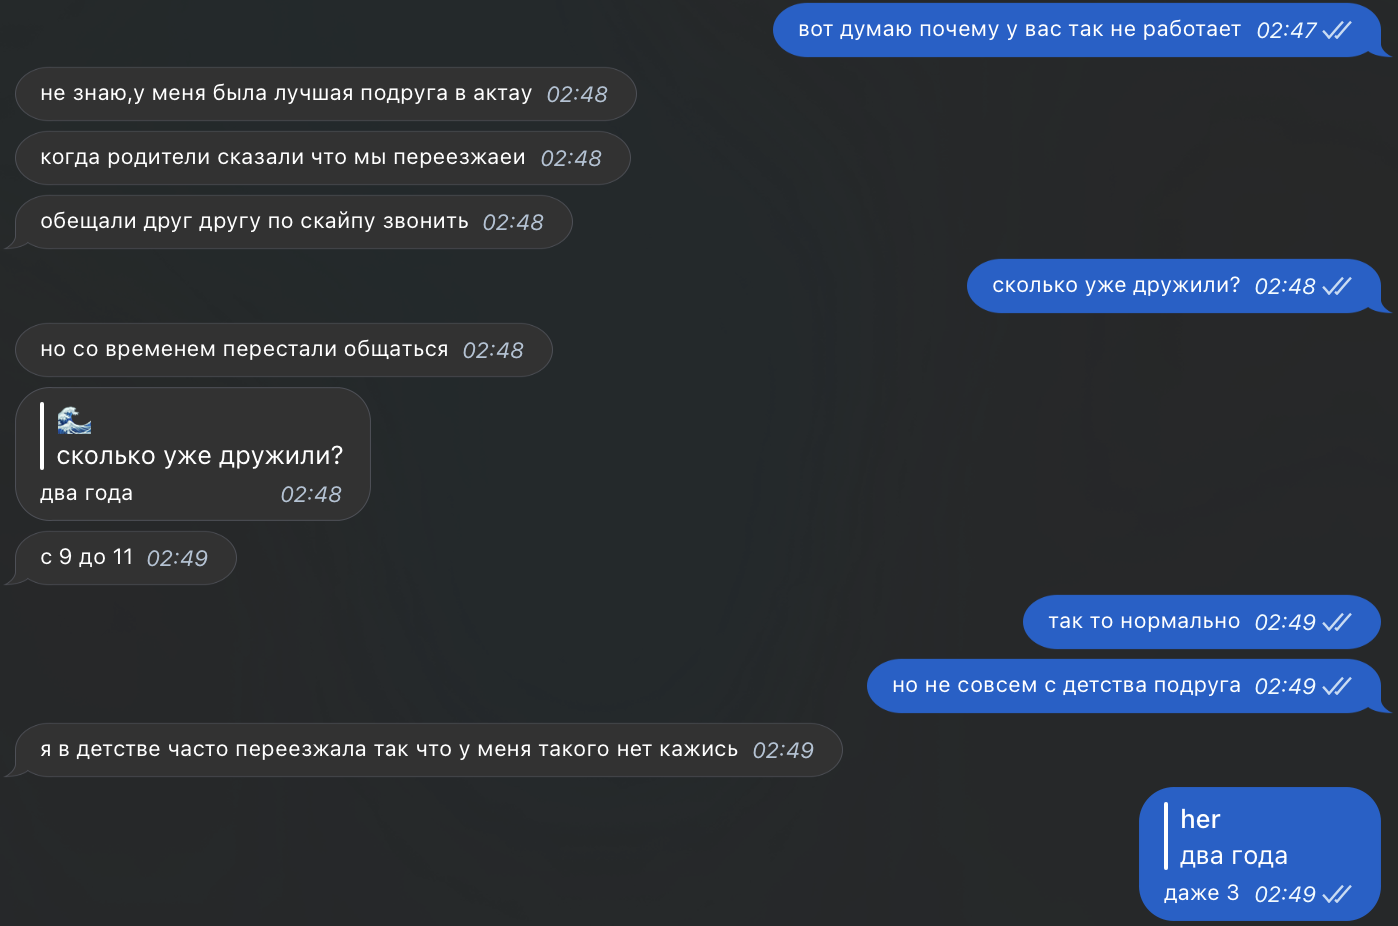 вот думаю почему у вас так не работает 02:47
не знаю,у меня была лучшая подруга в актау 02:48
когда родители сказали что мы переезжаеи 02:48
обещали друг другу по скайпу звонить 02:48
сколько уже дружили? 02:48
но со временем перестали общаться 02:48
🌊
сколько уже дружили?
два года 02:48
с 9 до 11 02:49
так то нормально 02:49
но не совсем с детства подруга 02:49
я в детстве часто переезжала так что у меня такого нет кажись 02:49
her
два года
даже 3 02:49